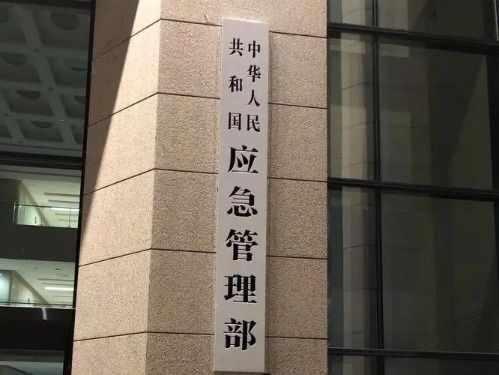 中华人民
共和国
应急管理部